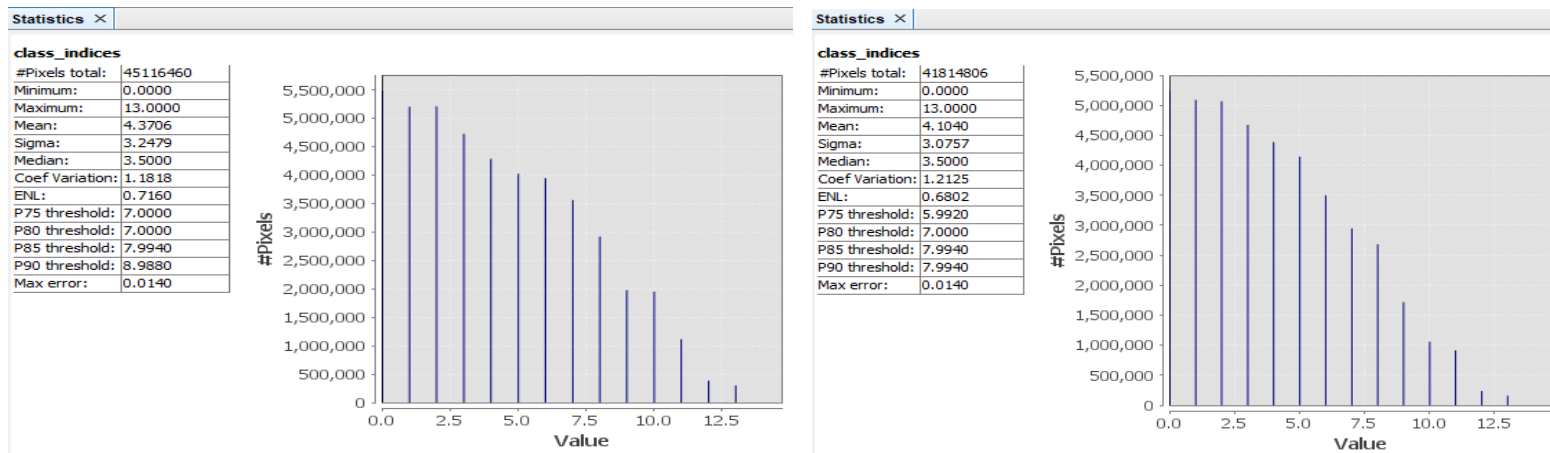 Statistics ×
class_indices
#Pixels total: 45116460
Minimum: 0.0000
Maximum: 13.0000
Mean: 4.3706
Sigma: 3.2479
Median: 3.5000
Coef Variation: 1.1818
ENL: 0.7160
P75 threshold: 7.0000
P80 threshold: 7.0000
P85 threshold: 7.9940
P90 threshold: 8.9880
Max error: 0.0140
#Pixels
5,500,000
5,000,000
4,500,000
4,000,000
3,500,000
3,000,000
2,500,000
2,000,000
1,500,000
1,000,000
500,000
0
0.0 2.5 5.0 7.5 10.0 12.5
Value
Statistics ×
class_indices
#Pixels total: 41814806
Minimum: 0.0000
Maximum: 13.0000
Mean: 4.1040
Sigma: 3.0757
Median: 3.5000
Coef Variation: 1.2125
ENL: 0.6802
P75 threshold: 5.9920
P80 threshold: 7.0000
P85 threshold: 7.9940
P90 threshold: 7.9940
Max error: 0.0140
#Pixels
5,500,000
5,000,000
4,500,000
4,000,000
3,500,000
3,000,000
2,500,000
2,000,000
1,500,000
1,000,000
500,000
0
0.0 2.5 5.0 7.5 10.0 12.5
Value